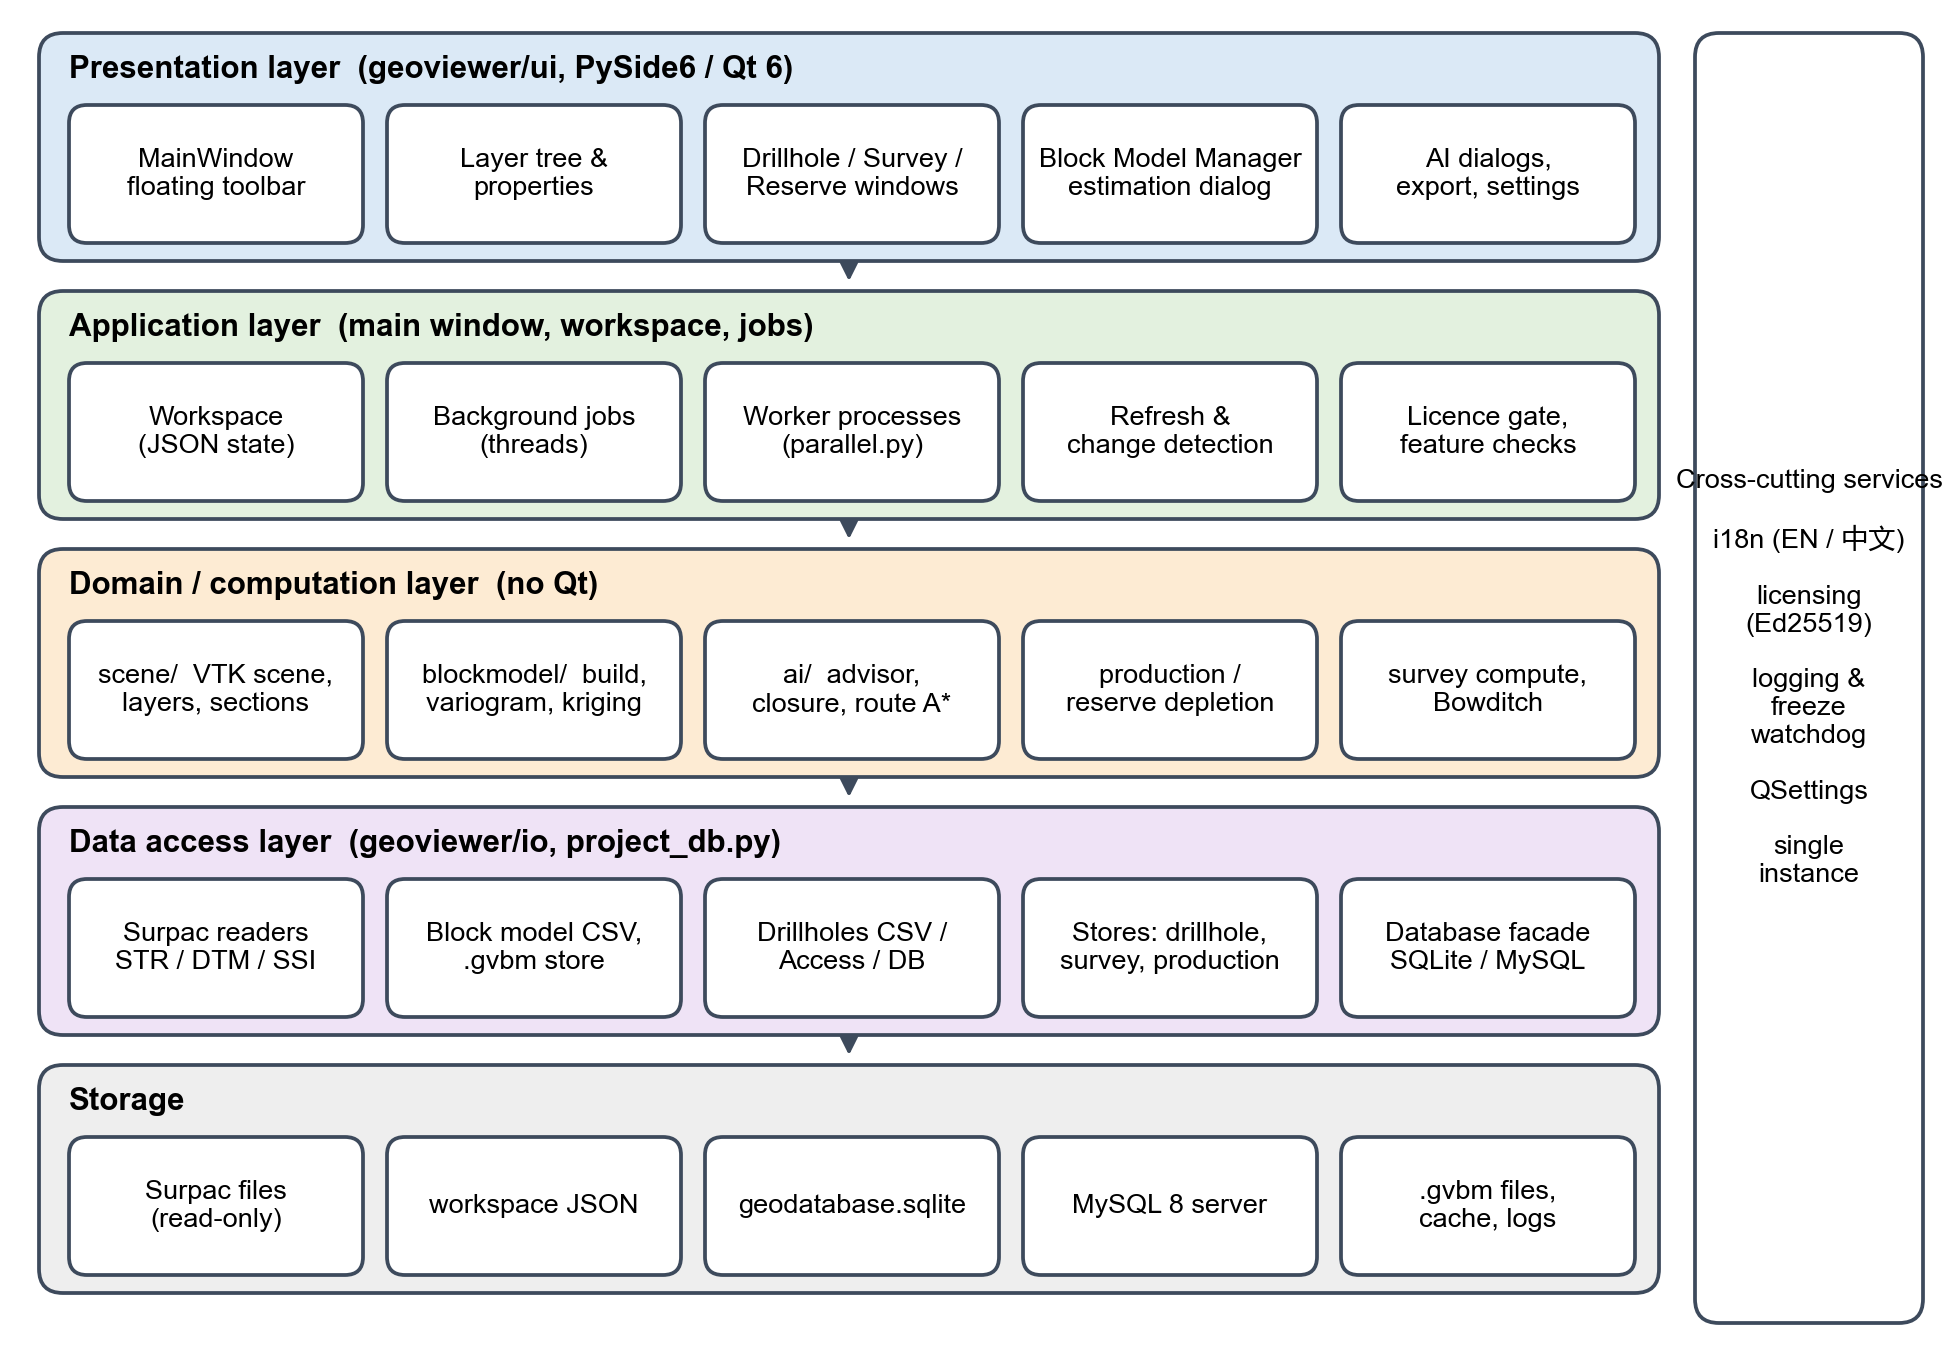 Presentation layer (geoviewer/ui, PySide6 / Qt 6)
MainWindow
floating toolbar
Layer tree &
properties
Drillhole / Survey /
Reserve windows
Block Model Manager
estimation dialog
AI dialogs,
export, settings
Application layer (main window, workspace, jobs)
Workspace
(JSON state)
Background jobs
(threads)
Worker processes
(parallel.py)
Refresh &
change detection
Licence gate,
feature checks
Domain / computation layer (no Qt)
scene/ VTK scene,
layers, sections
blockmodel/ build,
variogram, kriging
ai/ advisor,
closure, route A*
production /
reserve depletion
survey compute,
Bowditch
Data access layer (geoviewer/io, project_db.py)
Surpac readers
STR / DTM / SSI
Block model CSV,
.gvbm store
Drillholes CSV /
Access / DB
Stores: drillhole,
survey, production
Database facade
SQLite / MySQL
Storage
Surpac files
(read-only)
workspace JSON
geodatabase.sqlite
MySQL 8 server
.gvbm files,
cache, logs
Cross-cutting services
i18n (EN / 中文)
licensing
(Ed25519)
logging &
freeze
watchdog
QSettings
single
instance